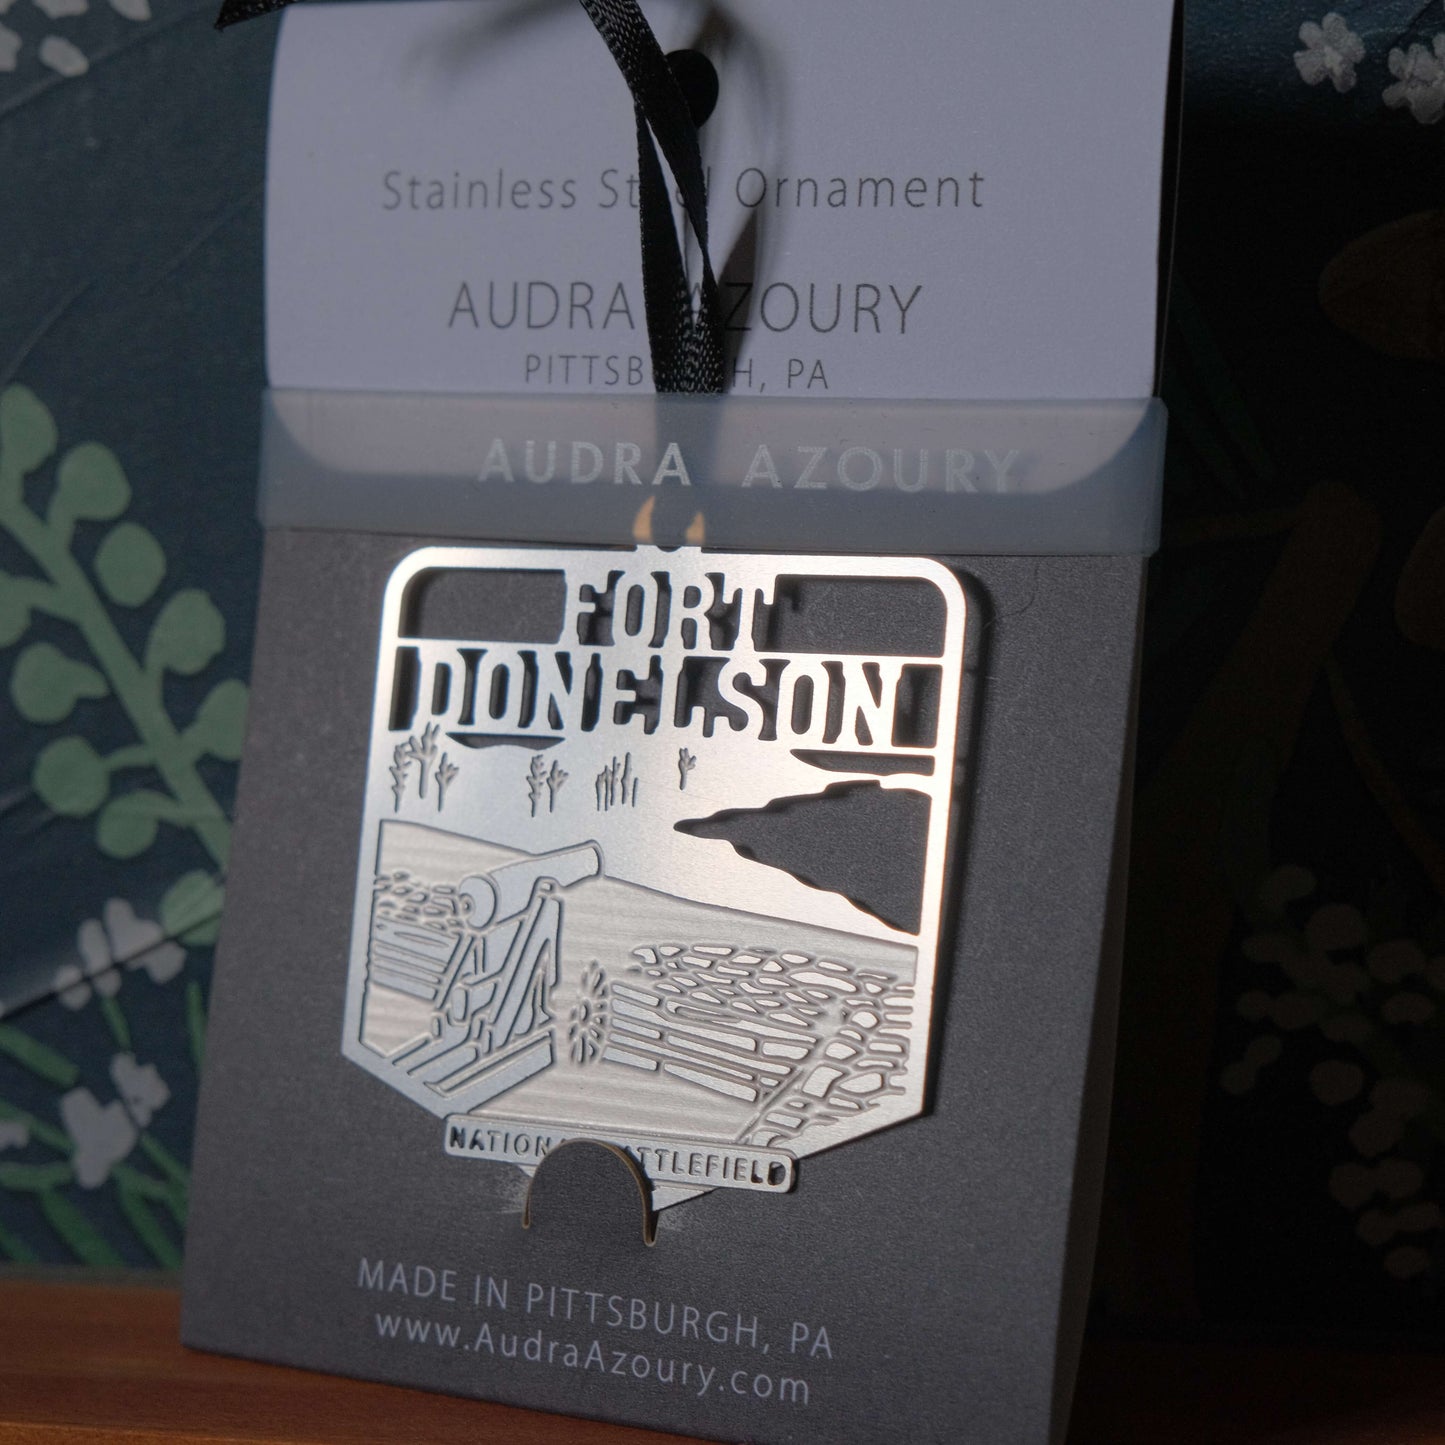 Stainless Steel Ornament
AUDRA AZOURY
PITTSBURGH, PA
AUDRA AZOURY
FORT
DONELSON
NATIONAL BATTLEFIELD
MADE IN PITTSBURGH, PA
www.AudraAzoury.com